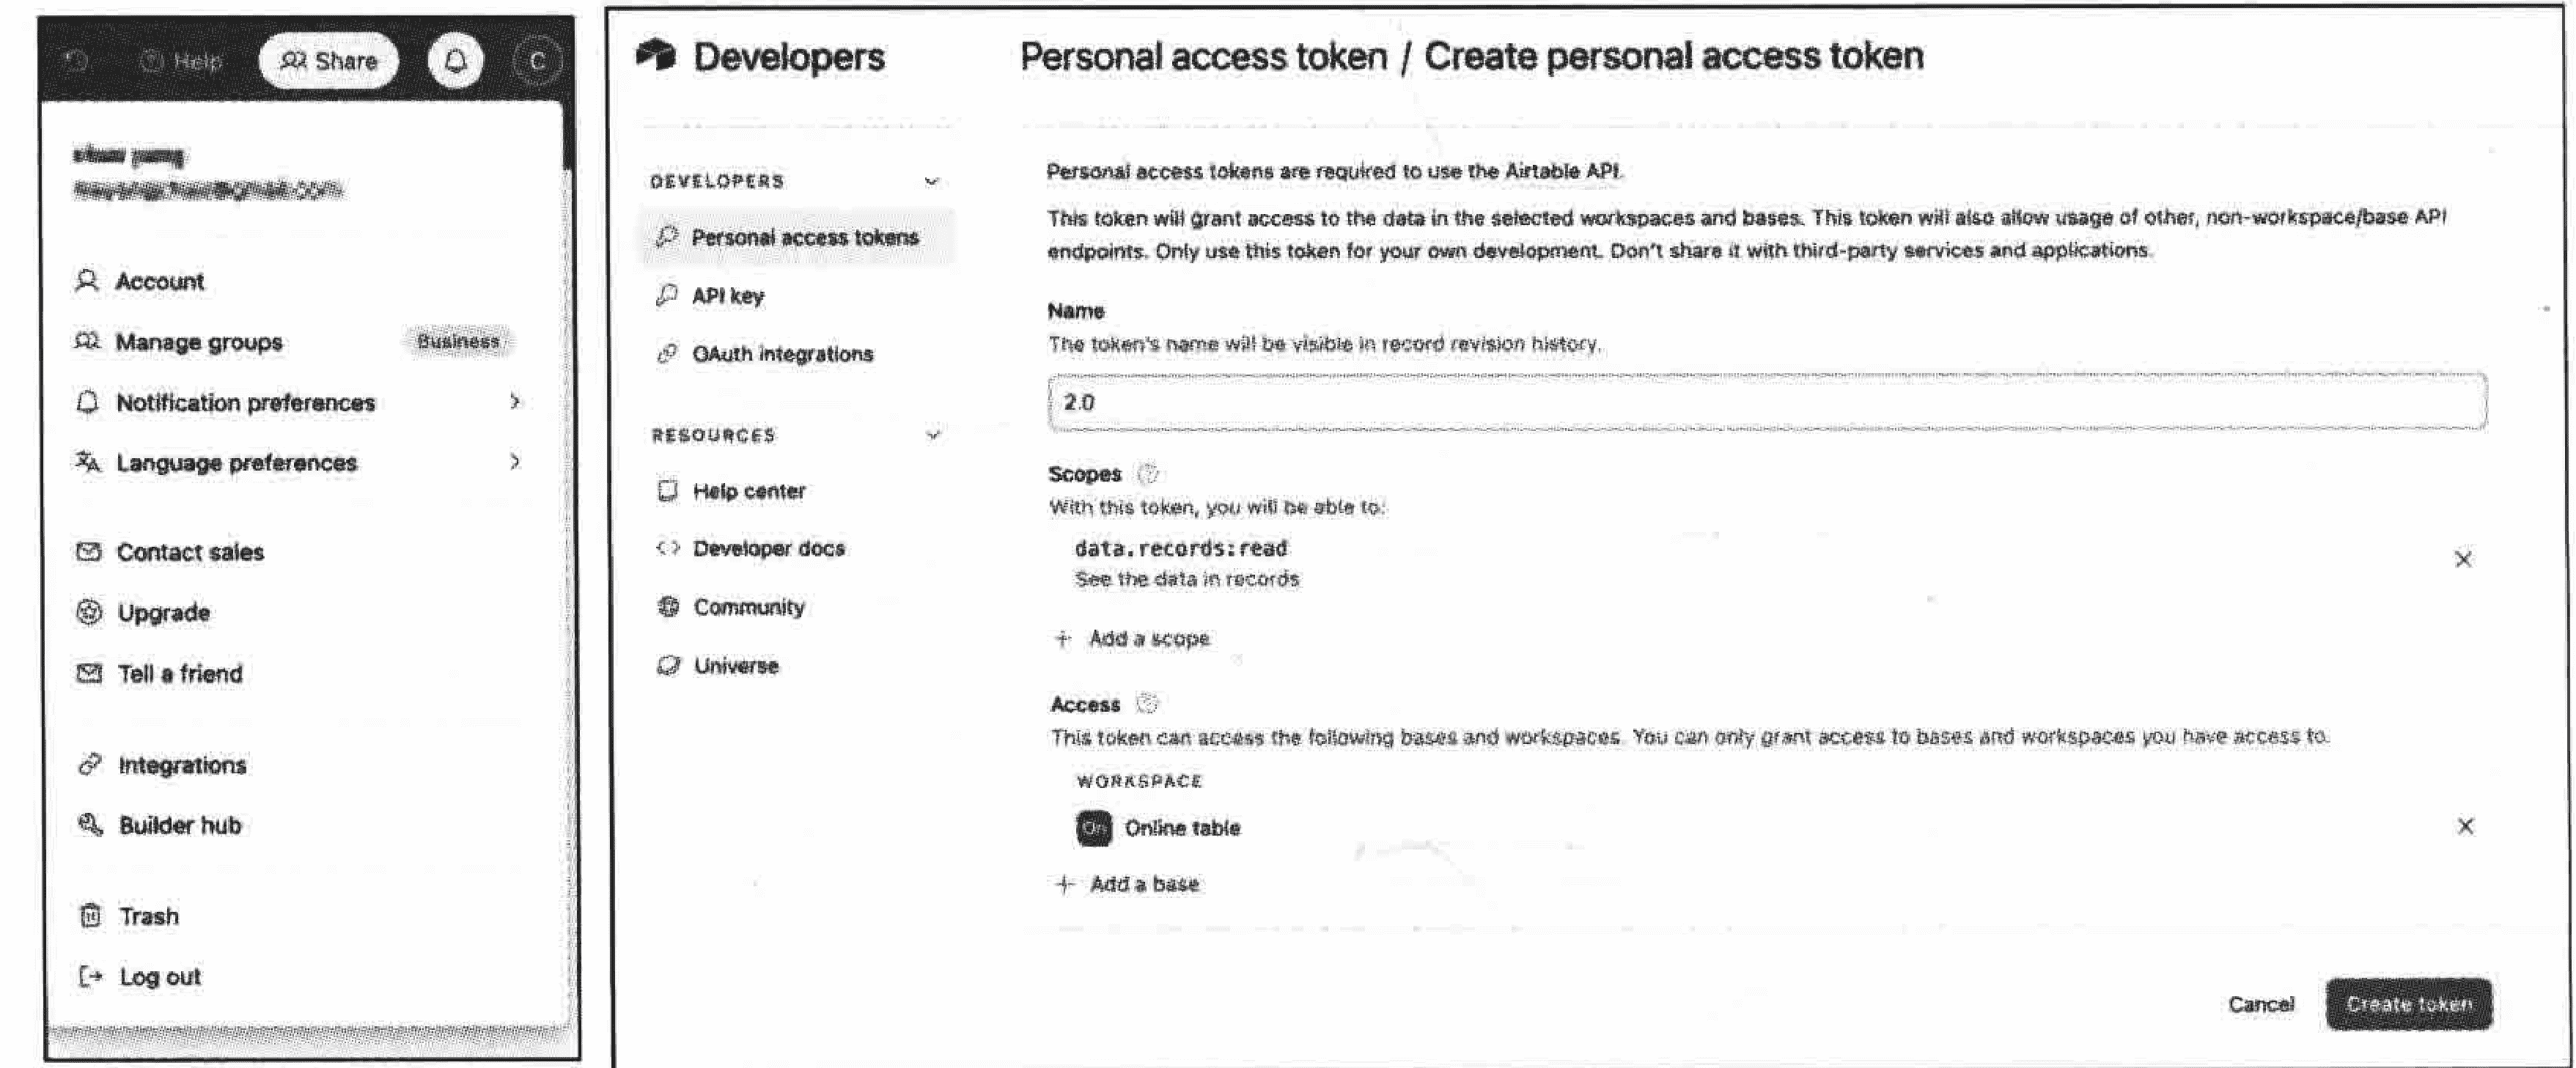 Help
Share
C
Account
Manage groups Business
Notification preferences
Language preferences
Contact sales
Upgrade
Tell a friend
Integrations
Builder hub
Trash
Log out
Developers
DEVELOPERS
Personal access tokens
API key
OAuth integrations
RESOURCES
Help center
Developer docs
Community
Universe
Personal access token / Create personal access token
Personal access tokens are required to use the Airtable API.
This token will grant access to the data in the selected workspaces and bases. This token will also allow usage of other, non-workspace/base API
endpoints. Only use this token for your own development. Don't share it with third-party services and applications.
Name
The token's name will be visible in record revision history.
2.0
Scopes
With this token, you will be able to:
data.records:read
See the data in records
+ Add a scope
Access
This token can access the following bases and workspaces. You can only grant access to bases and workspaces you have access to.
WORKSPACE
On Online table
+ Add a base
Cancel Create token